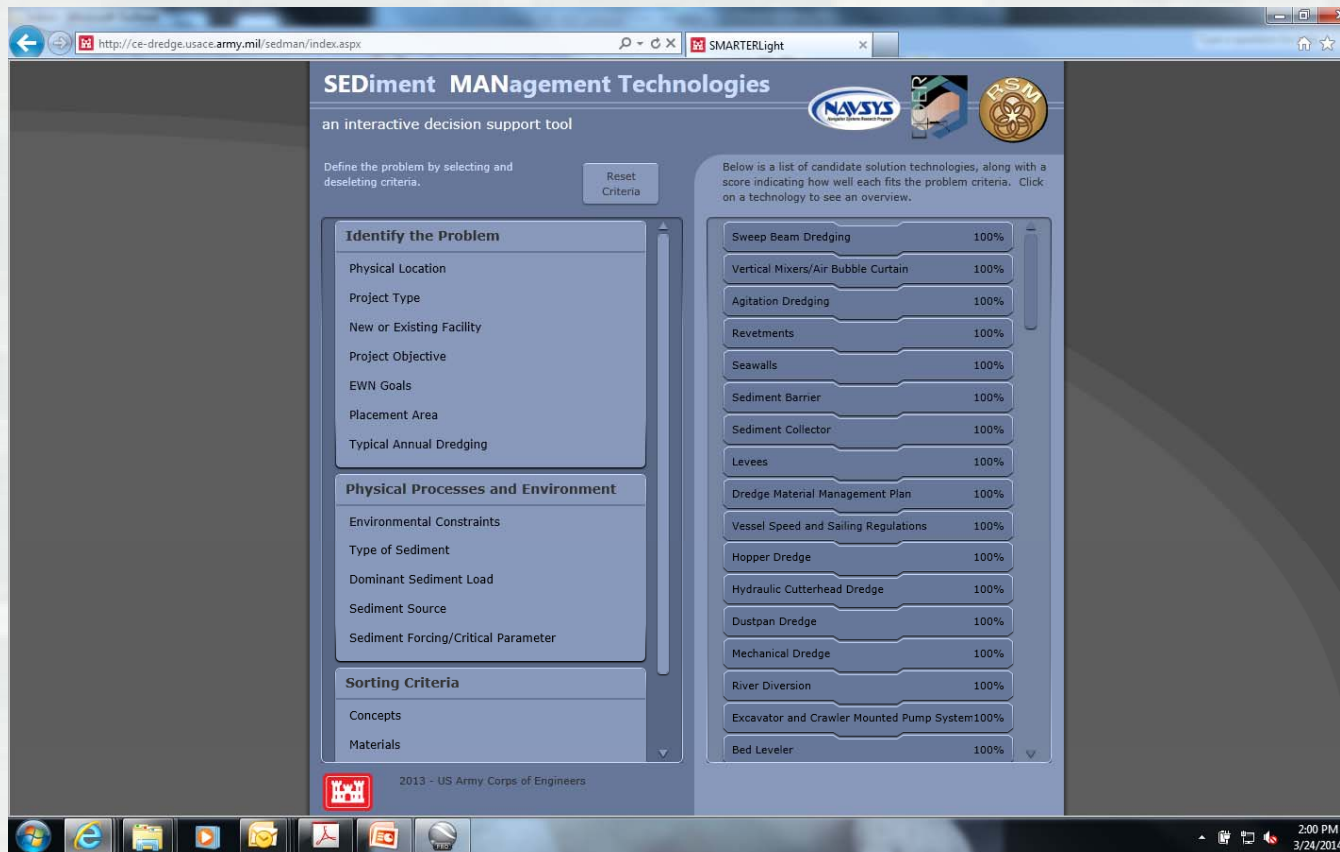 http://ce-dredge.usace.army.mil/sedman/index.aspx
SMARTERLight
SEDiment MANagement Technologies
an interactive decision support tool
NAVSYS
RSM
Define the problem by selecting and
deseleting criteria.
Reset
Criteria
Below is a list of candidate solution technologies, along with a
score indicating how well each fits the problem criteria. Click
on a technology to see an overview.
Identify the Problem
Physical Location
Project Type
New or Existing Facility
Project Objective
EWN Goals
Placement Area
Typical Annual Dredging
Physical Processes and Environment
Environmental Constraints
Type of Sediment
Dominant Sediment Load
Sediment Source
Sediment Forcing/Critical Parameter
Sorting Criteria
Concepts
Materials
Sweep Beam Dredging 100%
Vertical Mixers/Air Bubble Curtain 100%
Agitation Dredging 100%
Revetments 100%
Seawalls 100%
Sediment Barrier 100%
Sediment Collector 100%
Levees 100%
Dredge Material Management Plan 100%
Vessel Speed and Sailing Regulations 100%
Hopper Dredge 100%
Hydraulic Cutterhead Dredge 100%
Dustpan Dredge 100%
Mechanical Dredge 100%
River Diversion 100%
Excavator and Crawler Mounted Pump System 100%
Bed Leveler 100%
2013 - US Army Corps of Engineers
2:00 PM
3/24/2014